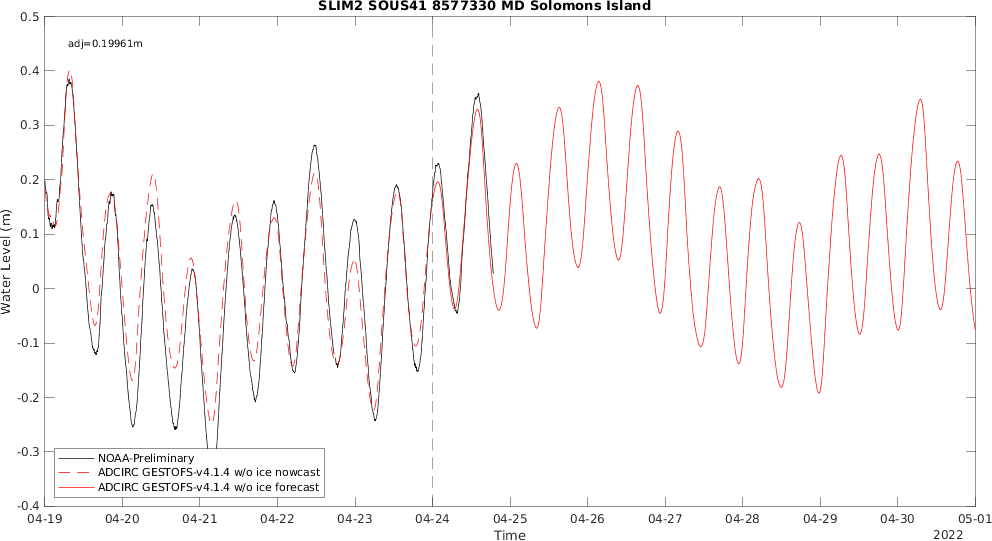 SLIM2 SOUS41 8577330 MD Solomons Island
adj=0.19961m
0.5
0.4
0.3
0.2
0.1
0
-0.1
-0.2
-0.3
-0.4
Water Level (m)
NOAA-Preliminary
ADCIRC GESTOFS-v4.1.4 w/o ice nowcast
ADCIRC GESTOFS-v4.1.4 w/o ice forecast
04-19 04-20 04-21 04-22 04-23 04-24 04-25 04-26 04-27 04-28 04-29 04-30 05-01
Time
2022